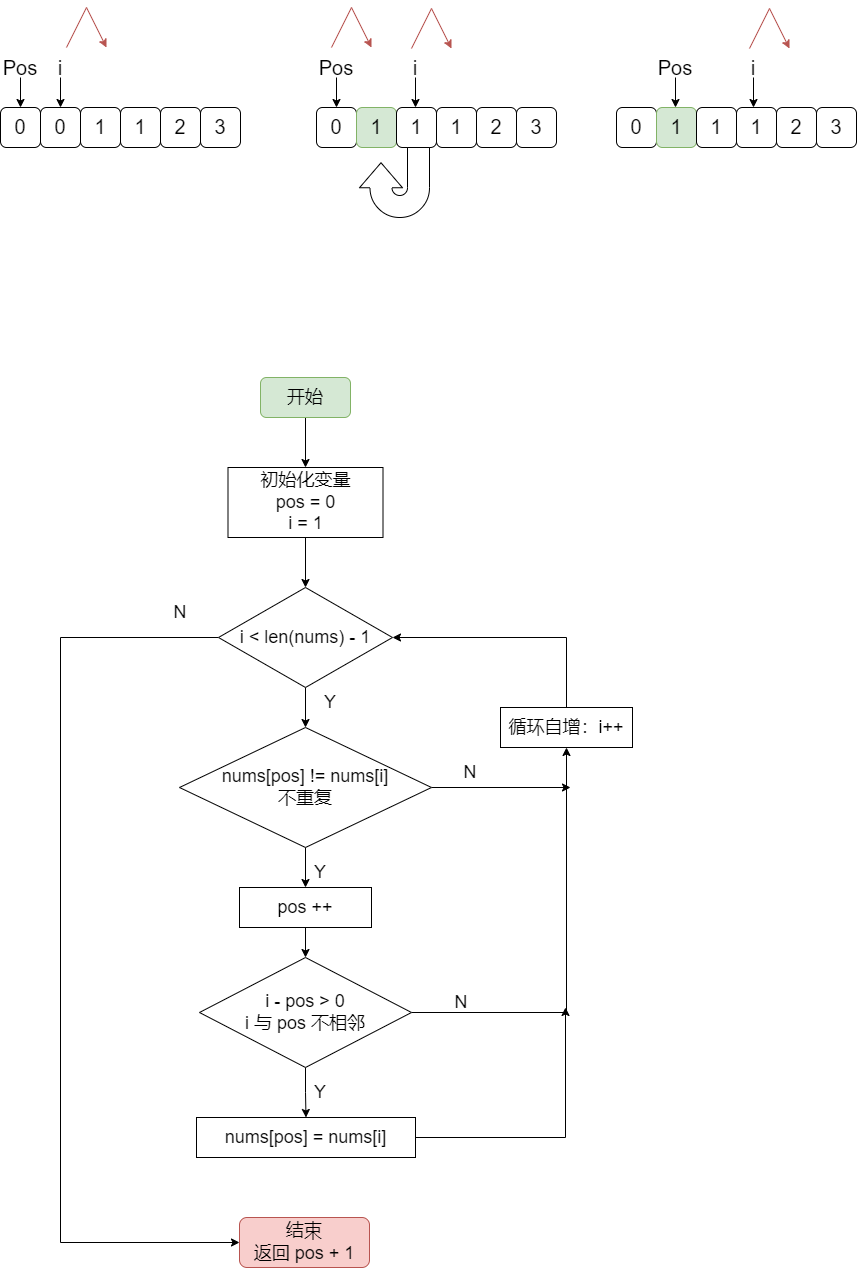 Pos i
0 0 1 1 2 3
Pos i
0 1 1 1 2 3
Pos i
0 1 1 1 2 3
开始
初始化变量
pos = 0
i = 1
N
i < len(nums) - 1
Y
循环自增：i++
nums[pos] != nums[i]
不重复
N
Y
pos ++
i - pos > 0
i 与 pos 不相邻
N
Y
nums[pos] = nums[i]
结束
返回 pos + 1